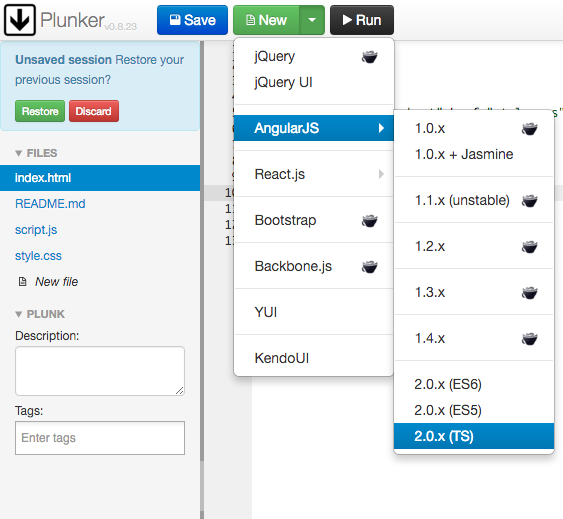 Plunker v0.8.23
Save
New
Run
Unsaved session Restore your
previous session?
Restore
Discard
FILES
index.html
README.md
script.js
style.css
New file
PLUNK
Description:
Tags:
Enter tags
jQuery
jQuery UI
AngularJS
React.js
Bootstrap
Backbone.js
YUI
KendoUI
1.0.x
1.0.x + Jasmine
1.1.x (unstable)
1.2.x
1.3.x
1.4.x
2.0.x (ES6)
2.0.x (ES5)
2.0.x (TS)
10